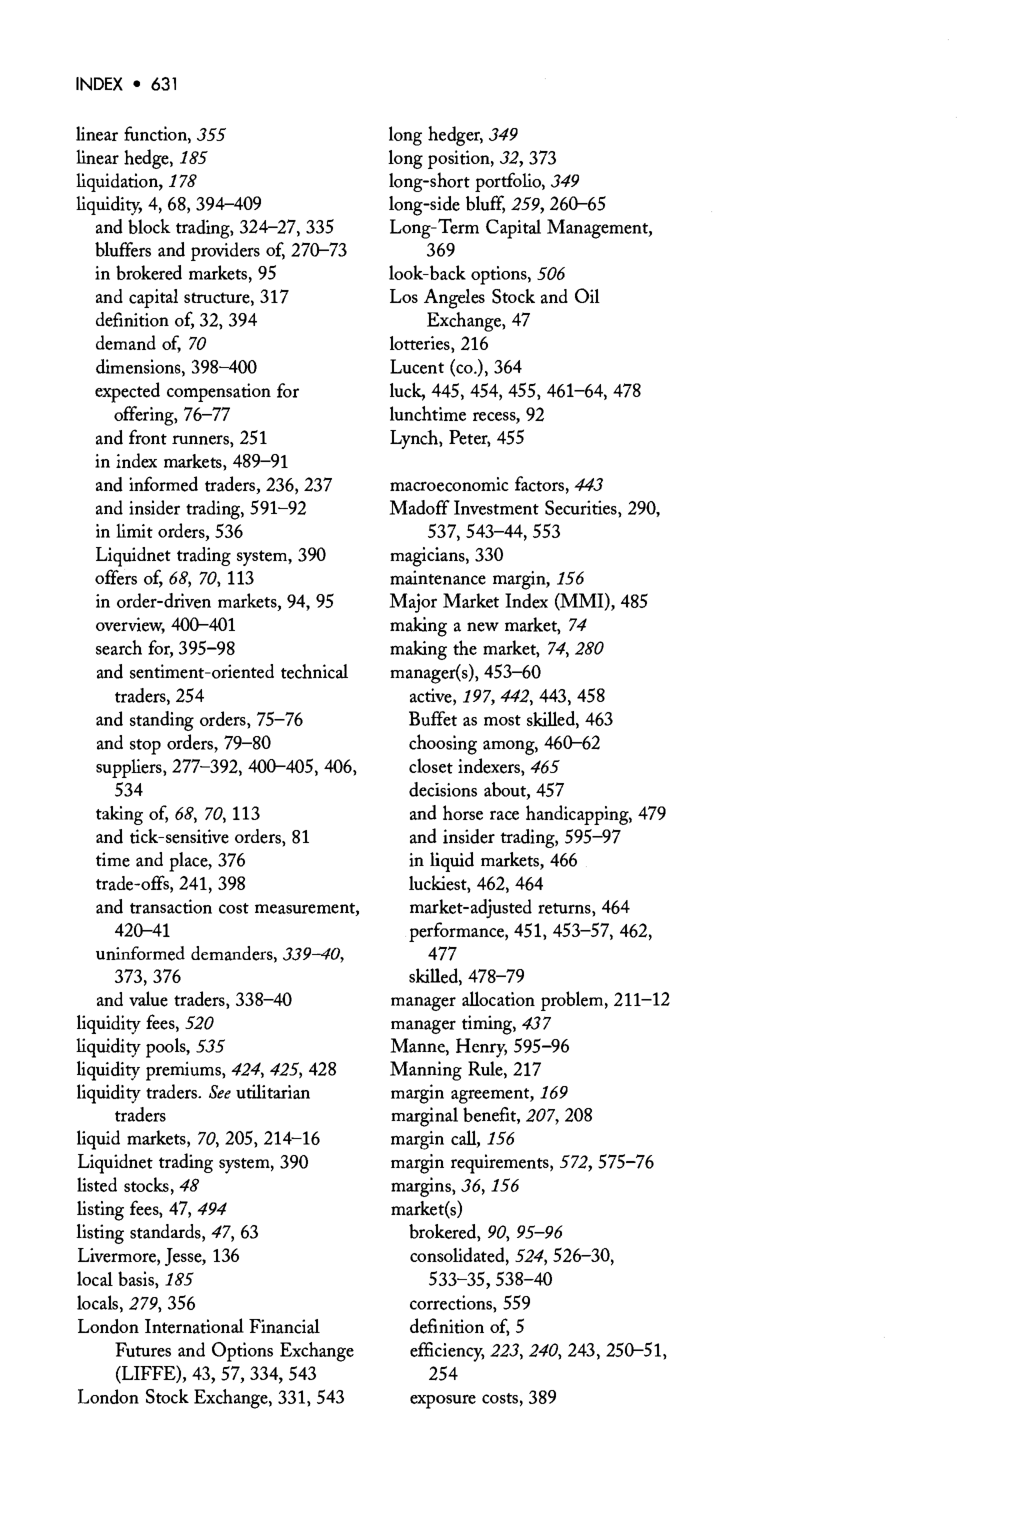 INDEX • 631
linear function, 355
linear hedge, 185
liquidation, 178
liquidity, 4, 68, 394–409
and block trading, 324–27, 335
bluffers and providers of, 270–73
in brokered markets, 95
and capital structure, 317
definition of, 32, 394
demand of, 70
dimensions, 398–400
expected compensation for
offering, 76–77
and front runners, 251
in index markets, 489–91
and informed traders, 236, 237
and insider trading, 591–92
in limit orders, 536
Liquidnet trading system, 390
offers of, 68, 70, 113
in order-driven markets, 94, 95
overview, 400–401
search for, 395–98
and sentiment-oriented technical
traders, 254
and standing orders, 75–76
and stop orders, 79–80
suppliers, 277–392, 400–405, 406,
534
taking of, 68, 70, 113
and tick-sensitive orders, 81
time and place, 376
trade-offs, 241, 398
and transaction cost measurement,
420–41
uninformed demanders, 339–40,
373, 376
and value traders, 338–40
liquidity fees, 520
liquidity pools, 535
liquidity premiums, 424, 425, 428
liquidity traders. See utilitarian
traders
liquid markets, 70, 205, 214–16
Liquidnet trading system, 390
listed stocks, 48
listing fees, 47, 494
listing standards, 47, 63
Livermore, Jesse, 136
local basis, 185
locals, 279, 356
London International Financial
Futures and Options Exchange
(LIFFE), 43, 57, 334, 543
London Stock Exchange, 331, 543
long hedger, 349
long position, 32, 373
long-short portfolio, 349
long-side bluff, 259, 260–65
Long-Term Capital Management,
369
look-back options, 506
Los Angeles Stock and Oil
Exchange, 47
lotteries, 216
Lucent (co.), 364
luck, 445, 454, 455, 461–64, 478
lunchtime recess, 92
Lynch, Peter, 455
macroeconomic factors, 443
Madoff Investment Securities, 290,
537, 543–44, 553
magicians, 330
maintenance margin, 156
Major Market Index (MMI), 485
making a new market, 74
making the market, 74, 280
manager(s), 453–60
active, 197, 442, 443, 458
Buffet as most skilled, 463
choosing among, 460–62
closet indexers, 465
decisions about, 457
and horse race handicapping, 479
and insider trading, 595–97
in liquid markets, 466
luckiest, 462, 464
market-adjusted returns, 464
performance, 451, 453–57, 462,
477
skilled, 478–79
manager allocation problem, 211–12
manager timing, 437
Manne, Henry, 595–96
Manning Rule, 217
margin agreement, 169
marginal benefit, 207, 208
margin call, 156
margin requirements, 572, 575–76
margins, 36, 156
market(s)
brokered, 90, 95–96
consolidated, 524, 526–30,
533–35, 538–40
corrections, 559
definition of, 5
efficiency, 223, 240, 243, 250–51,
254
exposure costs, 389